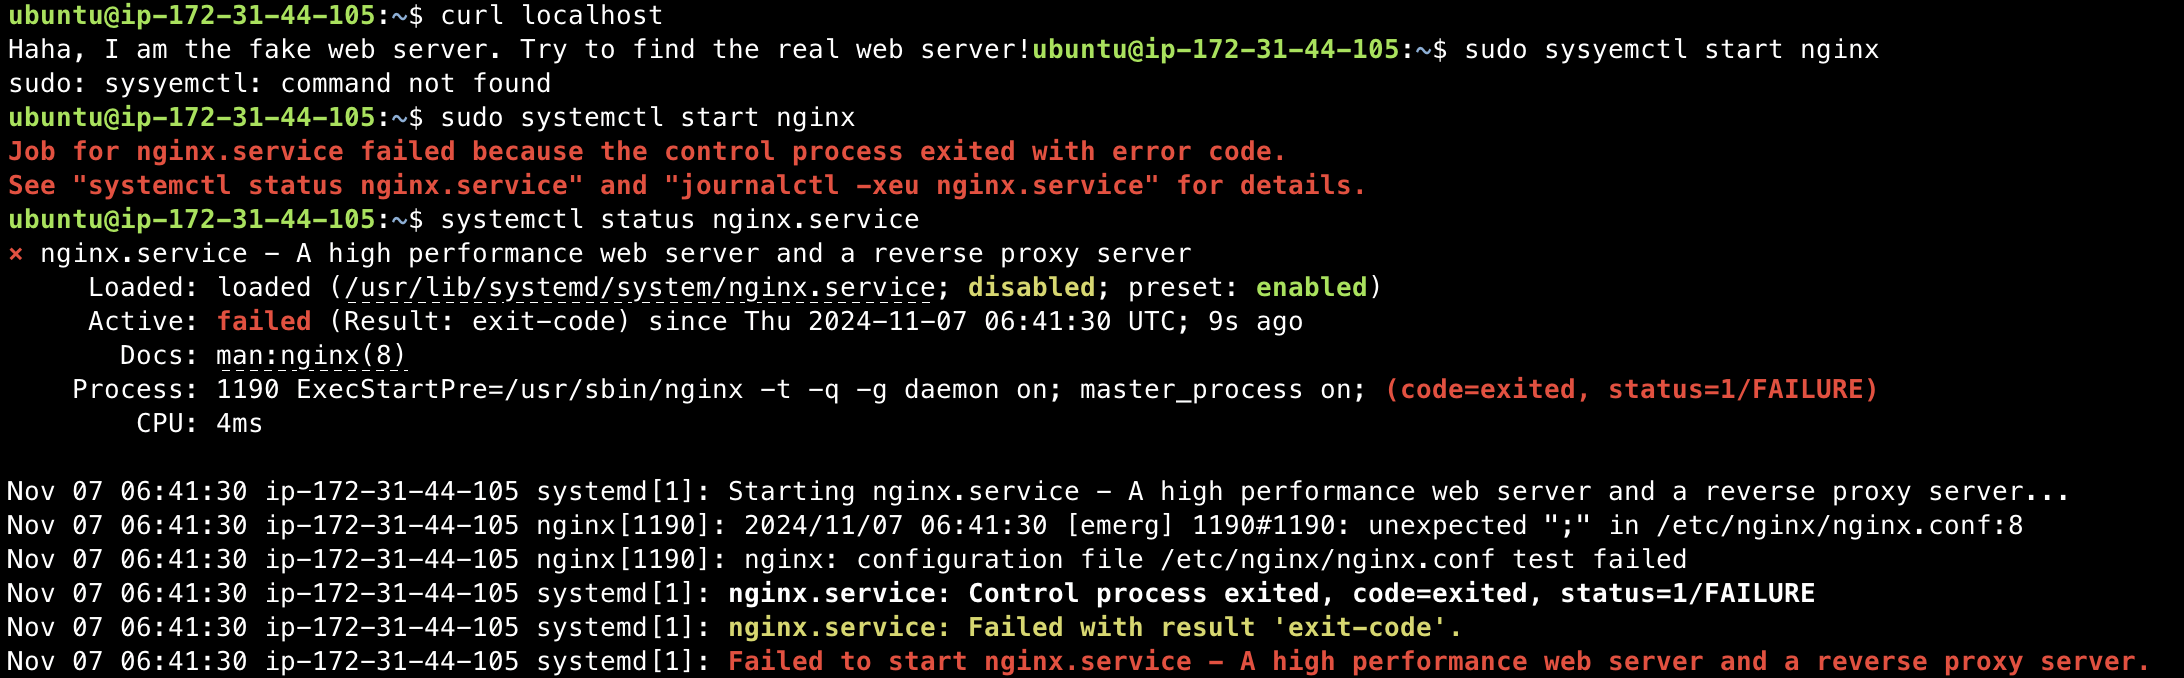 ubuntu@ip-172-31-44-105:~$ curl localhost
Haha, I am the fake web server. Try to find the real web server!ubuntu@ip-172-31-44-105:~$ sudo sysyemctl start nginx
sudo: sysyemctl: command not found
ubuntu@ip-172-31-44-105:~$ sudo systemctl start nginx
Job for nginx.service failed because the control process exited with error code.
See "systemctl status nginx.service" and "journalctl -xeu nginx.service" for details.
ubuntu@ip-172-31-44-105:~$ systemctl status nginx.service
× nginx.service - A high performance web server and a reverse proxy server
     Loaded: loaded (/usr/lib/systemd/system/nginx.service; disabled; preset: enabled)
     Active: failed (Result: exit-code) since Thu 2024-11-07 06:41:30 UTC; 9s ago
       Docs: man:nginx(8)
    Process: 1190 ExecStartPre=/usr/sbin/nginx -t -q -g daemon on; master_process on; (code=exited, status=1/FAILURE)
        CPU: 4ms

Nov 07 06:41:30 ip-172-31-44-105 systemd[1]: Starting nginx.service - A high performance web server and a reverse proxy server...
Nov 07 06:41:30 ip-172-31-44-105 nginx[1190]: 2024/11/07 06:41:30 [emerg] 1190#1190: unexpected ";" in /etc/nginx/nginx.conf:8
Nov 07 06:41:30 ip-172-31-44-105 nginx[1190]: nginx: configuration file /etc/nginx/nginx.conf test failed
Nov 07 06:41:30 ip-172-31-44-105 systemd[1]: nginx.service: Control process exited, code=exited, status=1/FAILURE
Nov 07 06:41:30 ip-172-31-44-105 systemd[1]: nginx.service: Failed with result 'exit-code'.
Nov 07 06:41:30 ip-172-31-44-105 systemd[1]: Failed to start nginx.service - A high performance web server and a reverse proxy server.